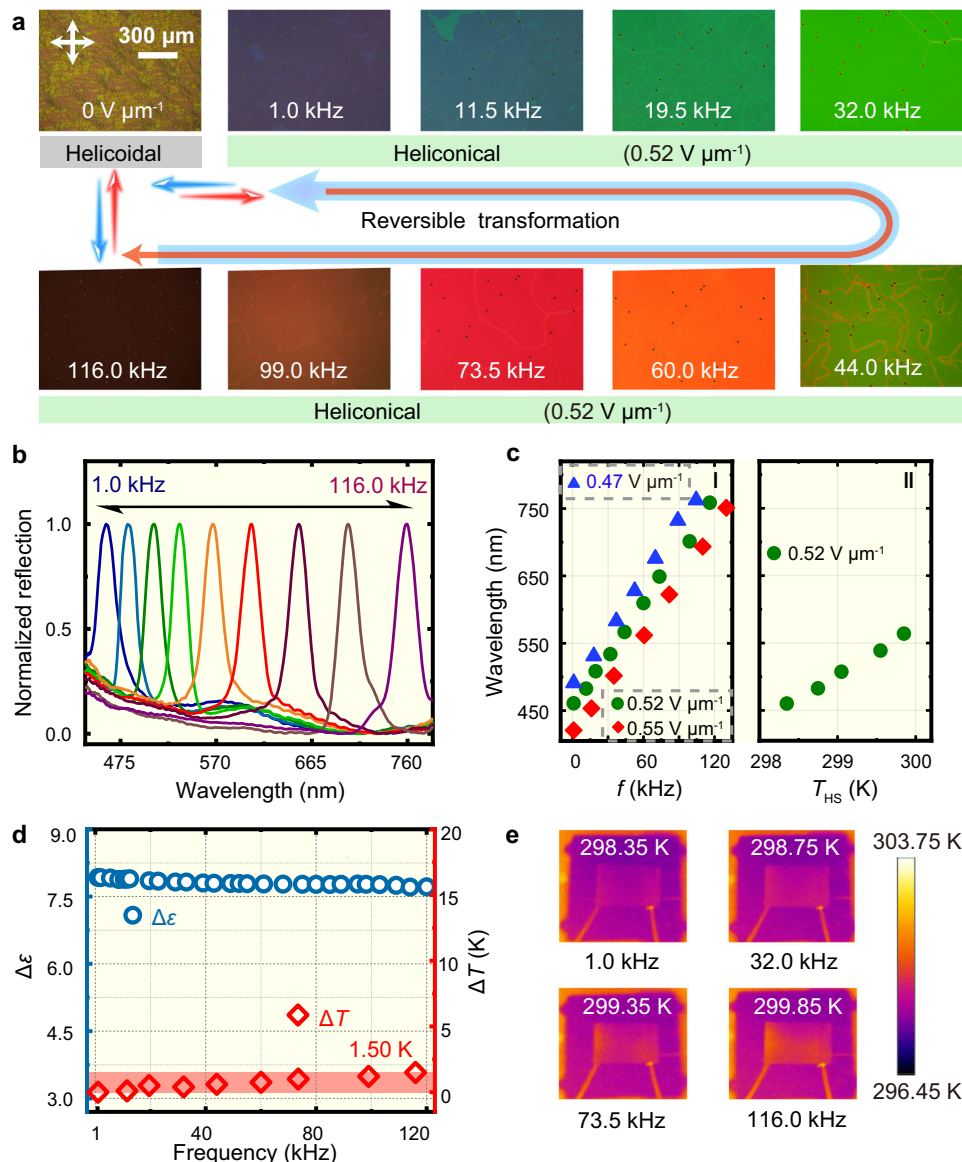 a
300 μm
0 V μm⁻¹
1.0 kHz
11.5 kHz
19.5 kHz
32.0 kHz
Helicoidal
Heliconical (0.52 V μm⁻¹)
Reversible transformation
116.0 kHz
99.0 kHz
73.5 kHz
60.0 kHz
44.0 kHz
Heliconical (0.52 V μm⁻¹)
b
1.0 kHz
116.0 kHz
1.0
0.5
0.0
Normalized reflection
475
570
665
760
Wavelength (nm)
c
0.47 V μm⁻¹
I
II
0.52 V μm⁻¹
750
650
550
450
Wavelength (nm)
0.52 V μm⁻¹
0.55 V μm⁻¹
0
60
120
f (kHz)
298
299
300
T_HS (K)
d
9.0
7.5
6.0
4.5
3.0
Δε
Δε
ΔT
1.50 K
20
15
10
5
0
ΔT (K)
1
40
80
120
Frequency (kHz)
e
298.35 K
298.75 K
1.0 kHz
32.0 kHz
299.35 K
299.85 K
73.5 kHz
116.0 kHz
303.75 K
296.45 K